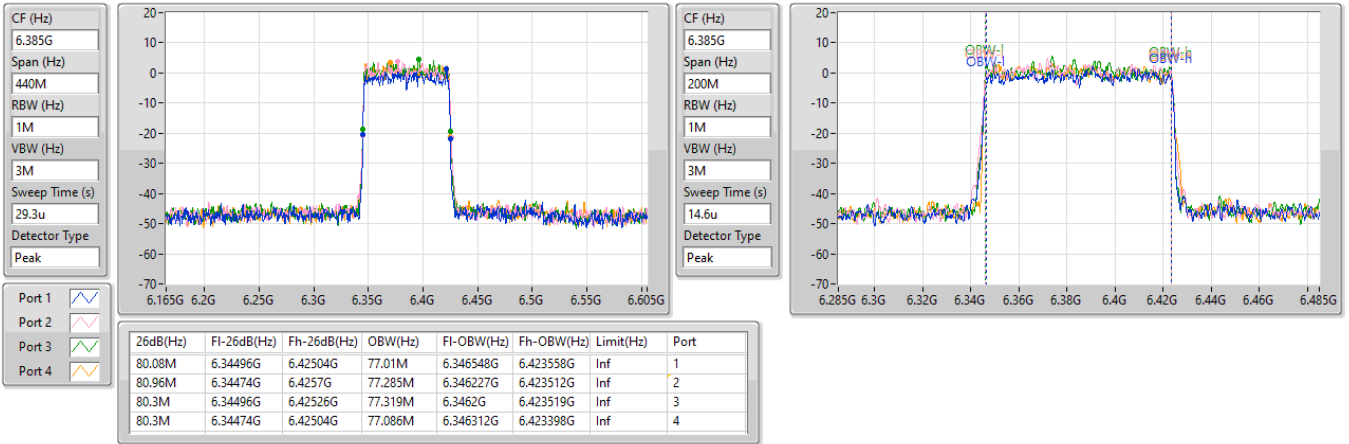 CF (Hz)
6.385G
Span (Hz)
440M
RBW (Hz)
1M
VBW (Hz)
3M
Sweep Time (s)
29.3u
Detector Type
Peak
20
10
0
-10
-20
-30
-40
-50
-60
-70
6.165G 6.2G 6.25G 6.3G 6.35G 6.4G 6.45G 6.5G 6.55G 6.605G
CF (Hz)
6.385G
Span (Hz)
200M
RBW (Hz)
1M
VBW (Hz)
3M
Sweep Time (s)
14.6u
Detector Type
Peak
20
10
0
-10
-20
-30
-40
-50
-60
-70
OBW-l OBW-h
OBW-l OBW-h
6.285G 6.3G 6.32G 6.34G 6.36G 6.38G 6.4G 6.42G 6.44G 6.46G 6.485G
Port 1
Port 2
Port 3
Port 4
26dB(Hz) Fl-26dB(Hz) Fh-26dB(Hz) OBW(Hz) Fl-OBW(Hz) Fh-OBW(Hz) Limit(Hz) Port
80.08M 6.34496G 6.42504G 77.01M 6.346548G 6.423558G Inf 1
80.96M 6.34474G 6.4257G 77.285M 6.346227G 6.423512G Inf 2
80.3M 6.34496G 6.42526G 77.319M 6.3462G 6.423519G Inf 3
80.3M 6.34474G 6.42504G 77.086M 6.346312G 6.423398G Inf 4